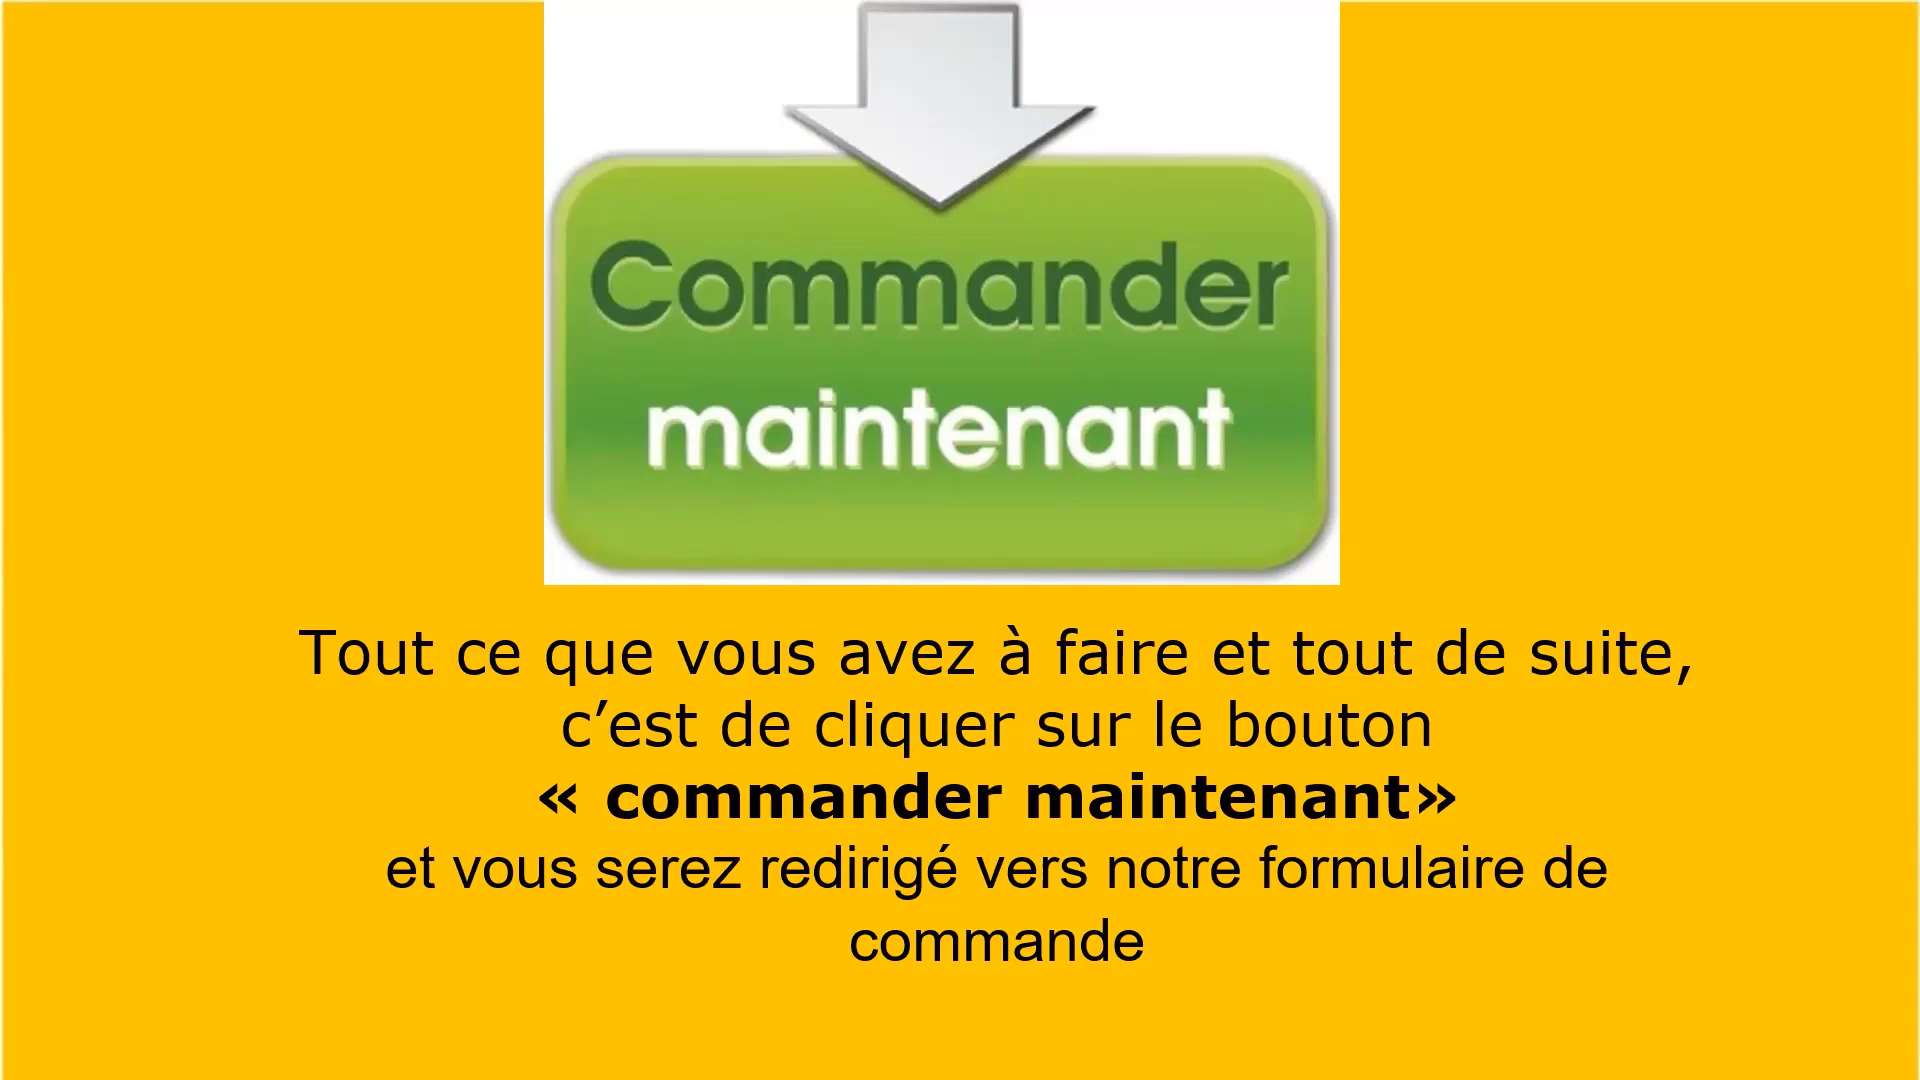 Commander
maintenant
Tout ce que vous avez à faire et tout de suite,
c’est de cliquer sur le bouton
« commander maintenant»
et vous serez redirigé vers notre formulaire de
commande